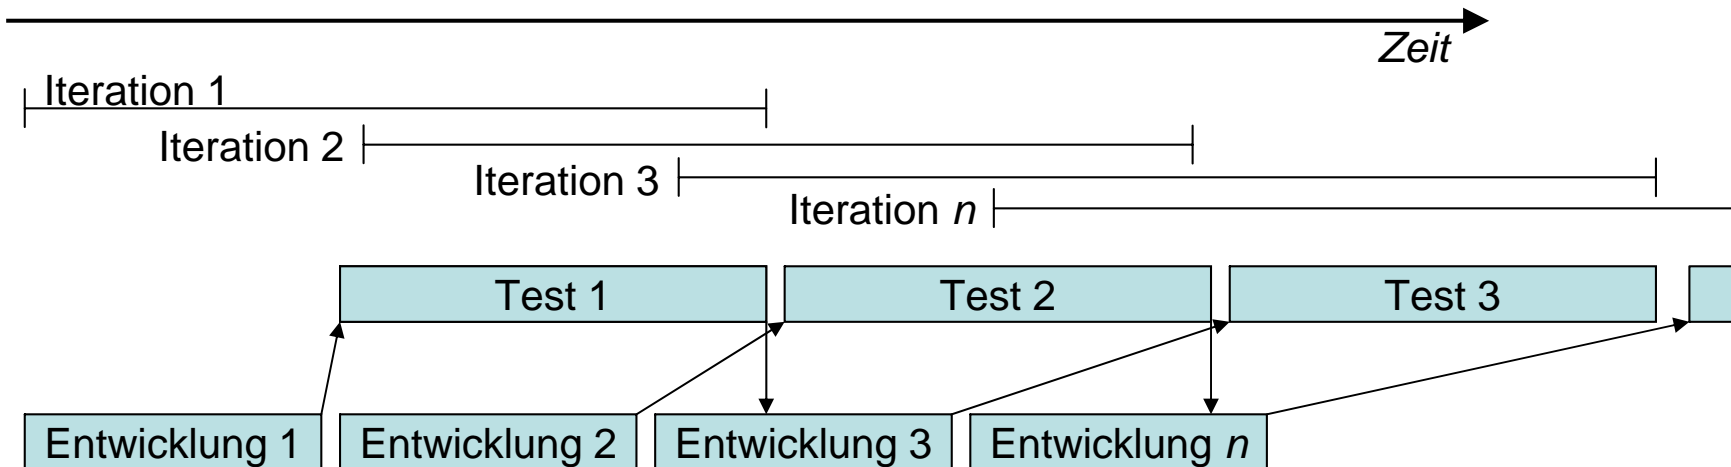 Zeit
Iteration 1
Iteration 2
Iteration 3
Iteration n
Test 1
Test 2
Test 3
Entwicklung 1
Entwicklung 2
Entwicklung 3
Entwicklung n